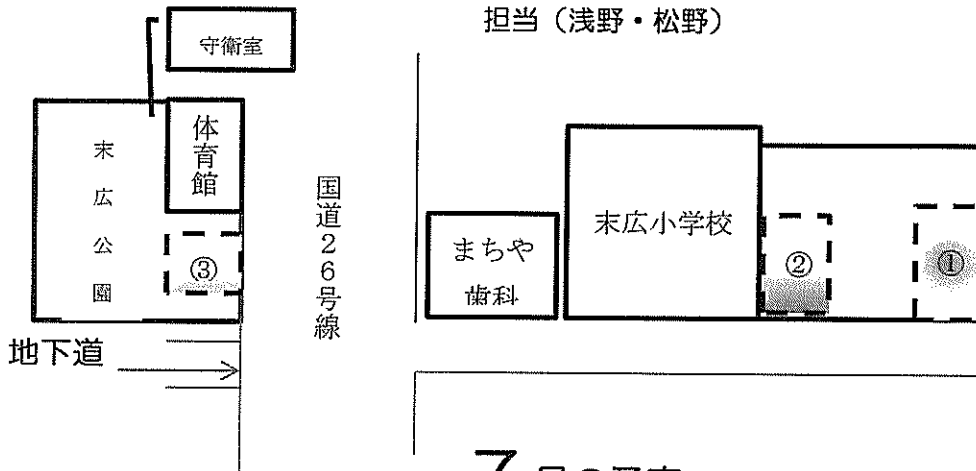 担当（浅野・松野）
守衛室
体育館
末広公園
国道２６号線
まちや
歯科
末広小学校
③
②
①
地下道